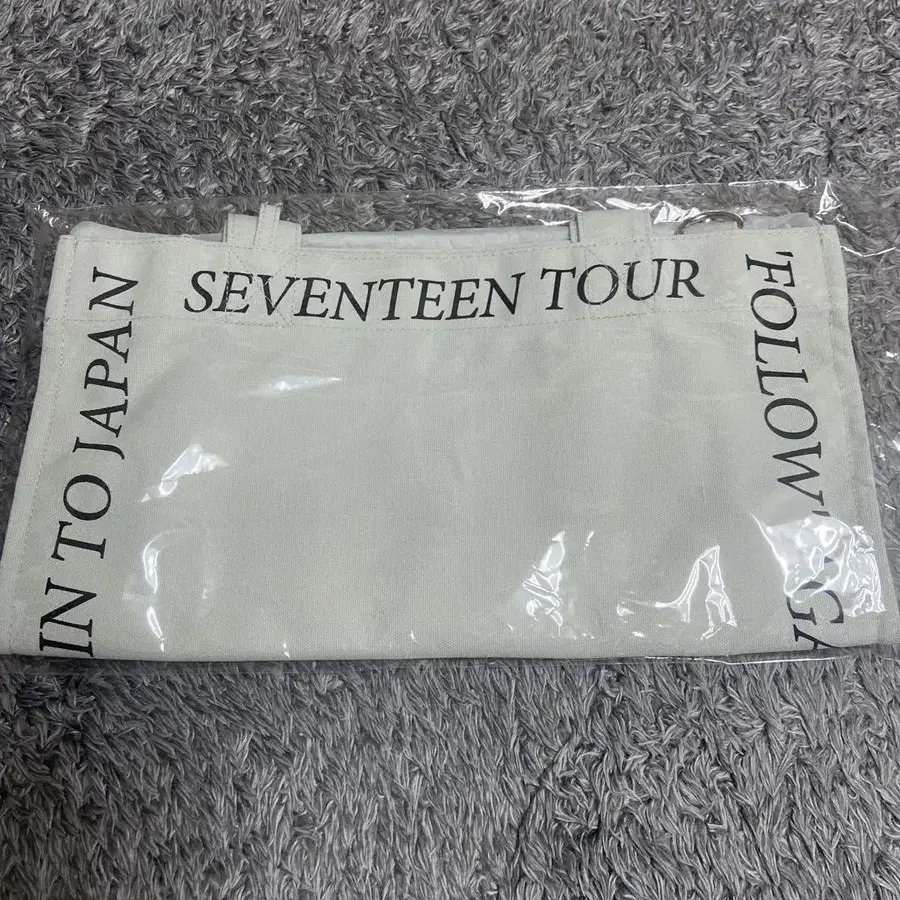 SEVENTEEN TOUR
'FOLLOW'
IN TO JAPAN